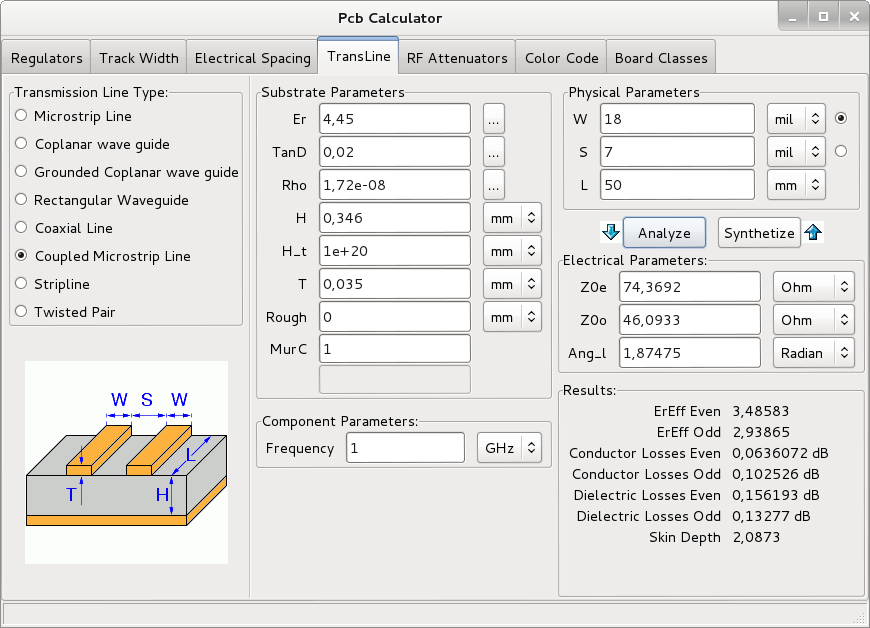 Pcb Calculator
Regulators Track Width Electrical Spacing TransLine RF Attenuators Color Code Board Classes
Transmission Line Type:
Microstrip Line
Coplanar wave guide
Grounded Coplanar wave guide
Rectangular Waveguide
Coaxial Line
Coupled Microstrip Line
Stripline
Twisted Pair
W S W
L
T H
Substrate Parameters
Er 4,45 ...
TanD 0,02 ...
Rho 1,72e-08 ...
H 0,346 mm
H_t 1e+20 mm
T 0,035 mm
Rough 0 mm
MurC 1
Component Parameters:
Frequency 1 GHz
Physical Parameters
W 18 mil
S 7 mil
L 50 mm
Analyze Synthetize
Electrical Parameters:
Z0e 74,3692 Ohm
Z0o 46,0933 Ohm
Ang_l 1,87475 Radian
Results:
ErEff Even 3,48583
ErEff Odd 2,93865
Conductor Losses Even 0,0636072 dB
Conductor Losses Odd 0,102526 dB
Dielectric Losses Even 0,156193 dB
Dielectric Losses Odd 0,13277 dB
Skin Depth 2,0873